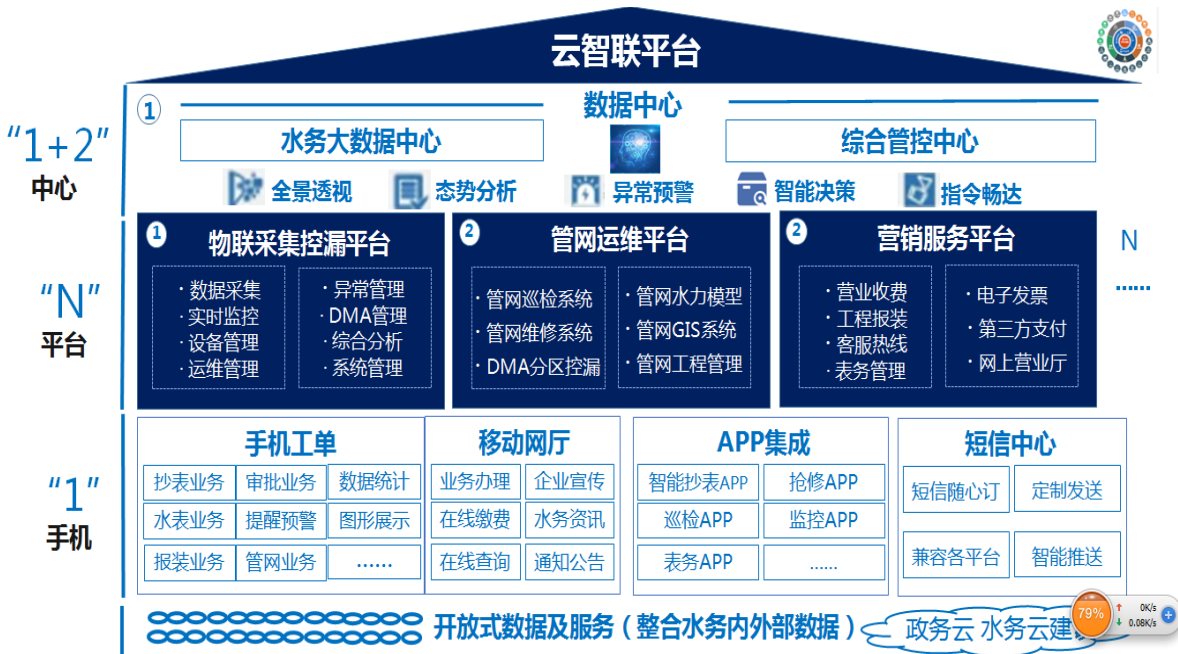 云智联平台
“1+2”
中心
①
数据中心
水务大数据中心
综合管控中心
全景透视
态势分析
异常预警
智能决策
指令畅达
“N”
平台
1
物联采集控漏平台
·数据采集
·实时监控
·设备管理
·运维管理
·异常管理
·DMA管理
·综合分析
·系统管理
2
管网运维平台
·管网巡检系统
·管网维修系统
·DMA分区控漏
·管网水力模型
·管网GIS系统
·管网工程管理
2
营销服务平台
·营业收费
·工程报装
·客服热线
·表务管理
·电子发票
·第三方支付
·网上营业厅
N
……
“1”
手机
手机工单
抄表业务 审批业务 数据统计
水表业务 提醒预警 图形展示
报装业务 管网业务 ……
移动网厅
业务办理 企业宣传
在线缴费 水务资讯
在线查询 通知公告
APP集成
智能抄表APP 抢修APP
巡检APP 监控APP
表务APP ……
短信中心
短信随心订 定制发送
兼容各平台 智能推送
开放式数据及服务（整合水务内外部数据）
政务云 水务云建
79%
0K/s
0.08K/s